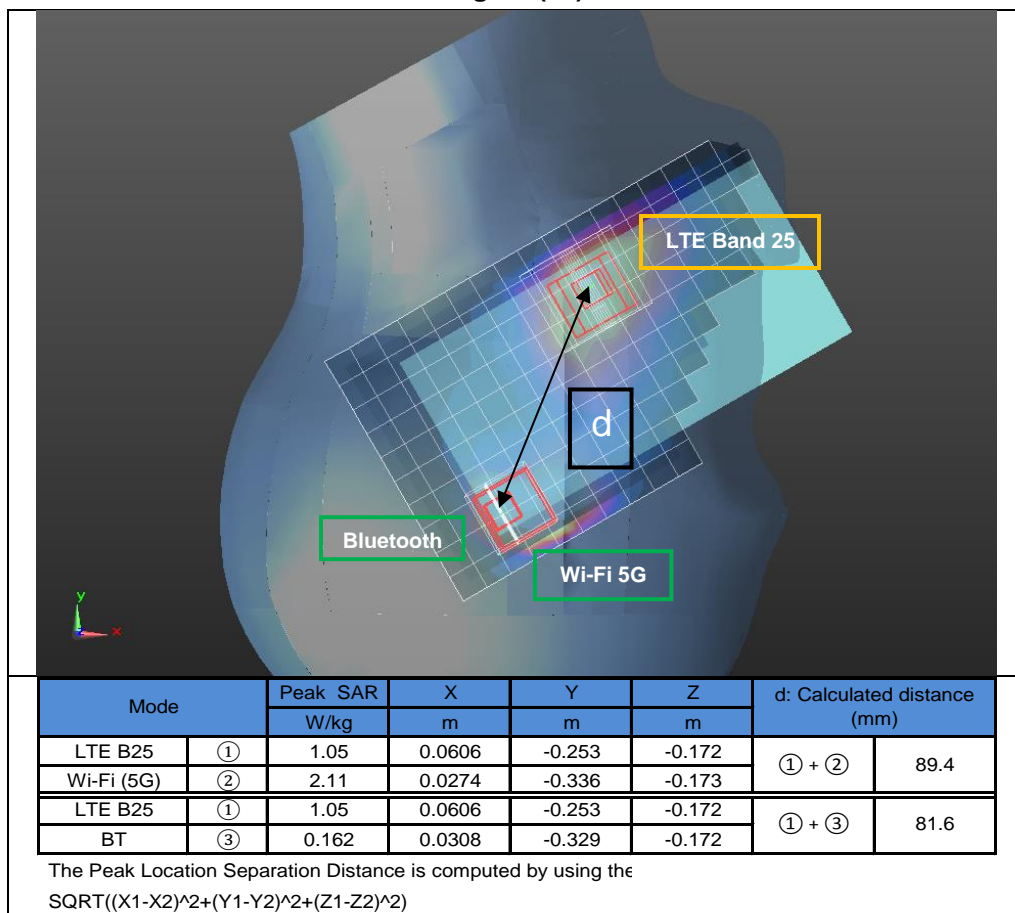 LTE Band 25
d
Bluetooth
Wi-Fi 5G
y
x
Mode Peak SAR X Y Z d: Calculated distance (mm)
W/kg m m m
LTE B25 ① 1.05 0.0606 -0.253 -0.172 ① + ② 89.4
Wi-Fi (5G) ② 2.11 0.0274 -0.336 -0.173
LTE B25 ① 1.05 0.0606 -0.253 -0.172 ① + ③ 81.6
BT ③ 0.162 0.0308 -0.329 -0.172
The Peak Location Separation Distance is computed by using the
SQRT((X1-X2)^2+(Y1-Y2)^2+(Z1-Z2)^2)